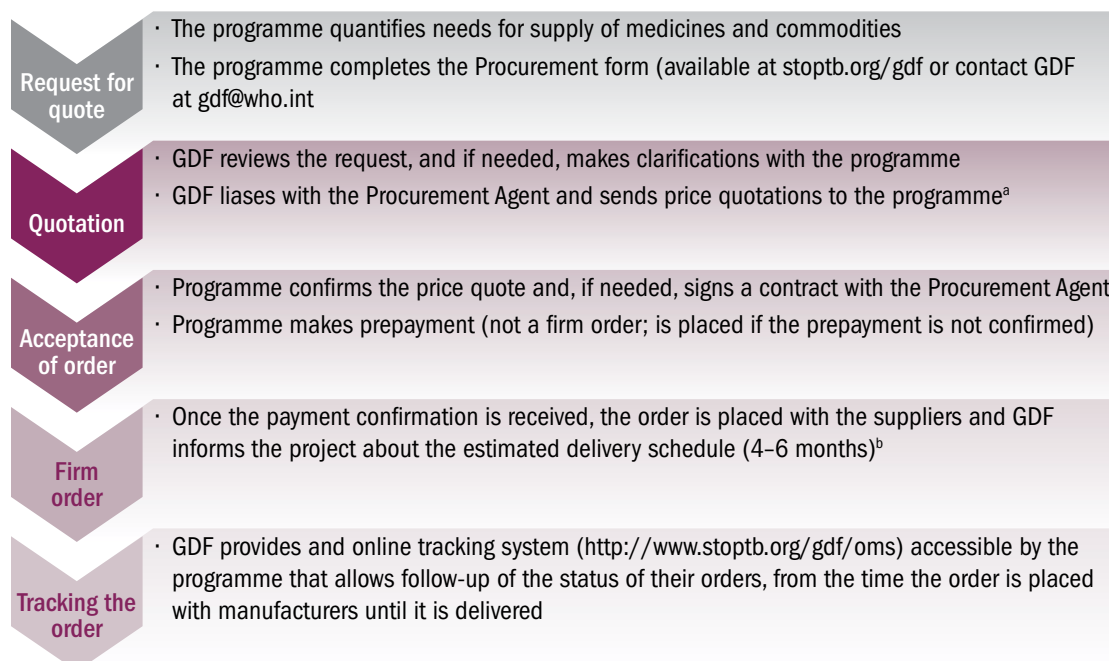 Request for
quote
· The programme quantifies needs for supply of medicines and commodities
· The programme completes the Procurement form (available at stoptb.org/gdf or contact GDF
at gdf@who.int
Quotation
· GDF reviews the request, and if needed, makes clarifications with the programme
· GDF liases with the Procurement Agent and sends price quotations to the programmeᵃ
Acceptance
of order
· Programme confirms the price quote and, if needed, signs a contract with the Procurement Agent
· Programme makes prepayment (not a firm order; is placed if the prepayment is not confirmed)
Firm
order
· Once the payment confirmation is received, the order is placed with the suppliers and GDF
informs the project about the estimated delivery schedule (4–6 months)ᵇ
Tracking the
order
· GDF provides and online tracking system (http://www.stoptb.org/gdf/oms) accessible by the
programme that allows follow-up of the status of their orders, from the time the order is placed
with manufacturers until it is delivered